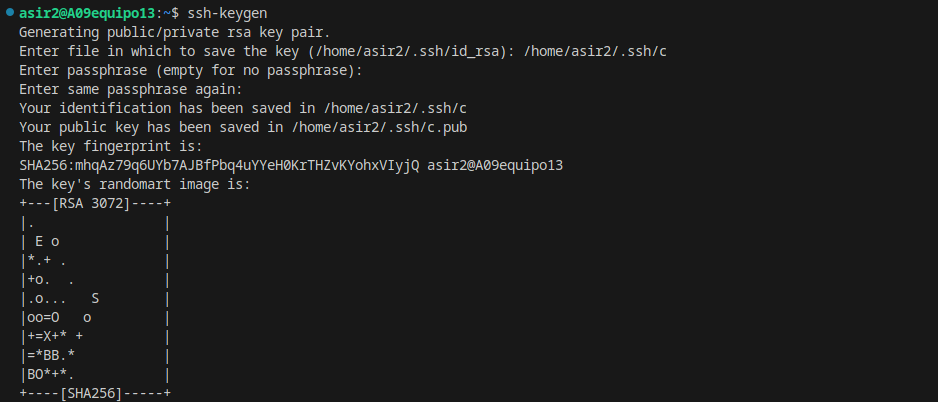 asir2@A09equipo13:~$ ssh-keygen
Generating public/private rsa key pair.
Enter file in which to save the key (/home/asir2/.ssh/id_rsa): /home/asir2/.ssh/c
Enter passphrase (empty for no passphrase):
Enter same passphrase again:
Your identification has been saved in /home/asir2/.ssh/c
Your public key has been saved in /home/asir2/.ssh/c.pub
The key fingerprint is:
SHA256:mhqAz79q6UYb7AJBfPbq4uYYeH0KrTHZvKYohxVIyjQ asir2@A09equipo13
The key's randomart image is:
+---[RSA 3072]----+
|.                |
| E o             |
|*.+ .            |
|+o.  .           |
|.o...   S        |
|oo=O   o         |
|+=X+* +          |
|=*BB.*           |
|BO*+*.           |
+----[SHA256]-----+